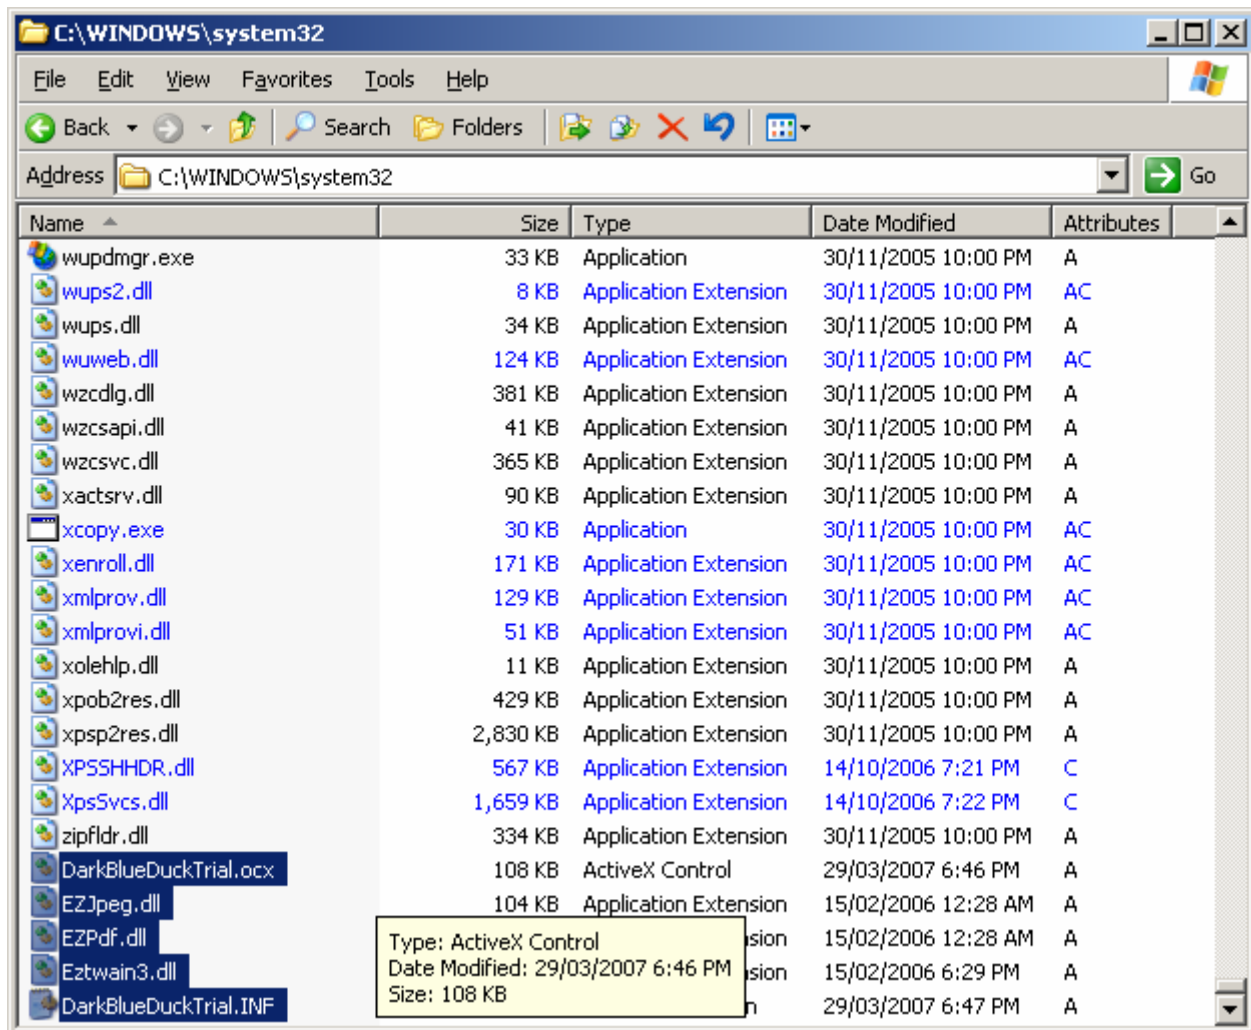 C:\WINDOWS\system32
File Edit View Favorites Tools Help
Back Search Folders
Address C:\WINDOWS\system32 Go
Name Size Type Date Modified Attributes
wupdmgr.exe 33 KB Application 30/11/2005 10:00 PM A
wups2.dll 8 KB Application Extension 30/11/2005 10:00 PM AC
wups.dll 34 KB Application Extension 30/11/2005 10:00 PM A
wuweb.dll 124 KB Application Extension 30/11/2005 10:00 PM AC
wzcdlg.dll 381 KB Application Extension 30/11/2005 10:00 PM A
wzcsapi.dll 41 KB Application Extension 30/11/2005 10:00 PM A
wzcsvc.dll 365 KB Application Extension 30/11/2005 10:00 PM A
xactsrv.dll 90 KB Application Extension 30/11/2005 10:00 PM A
xcopy.exe 30 KB Application 30/11/2005 10:00 PM AC
xenroll.dll 171 KB Application Extension 30/11/2005 10:00 PM AC
xmlprov.dll 129 KB Application Extension 30/11/2005 10:00 PM AC
xmlprovi.dll 51 KB Application Extension 30/11/2005 10:00 PM AC
xolehlp.dll 11 KB Application Extension 30/11/2005 10:00 PM A
xpob2res.dll 429 KB Application Extension 30/11/2005 10:00 PM A
xpsp2res.dll 2,830 KB Application Extension 30/11/2005 10:00 PM A
XPSSHHDR.dll 567 KB Application Extension 14/10/2006 7:21 PM C
XpsSvcs.dll 1,659 KB Application Extension 14/10/2006 7:22 PM C
zipfldr.dll 334 KB Application Extension 30/11/2005 10:00 PM A
DarkBlueDuckTrial.ocx 108 KB ActiveX Control 29/03/2007 6:46 PM A
EZJpeg.dll 104 KB Application Extension 15/02/2006 12:28 AM A
EZPdf.dll 15/02/2006 12:28 AM A
Eztwain3.dll 15/02/2006 6:29 PM A
DarkBlueDuckTrial.INF 29/03/2007 6:47 PM A
Type: ActiveX Control
Date Modified: 29/03/2007 6:46 PM
Size: 108 KB